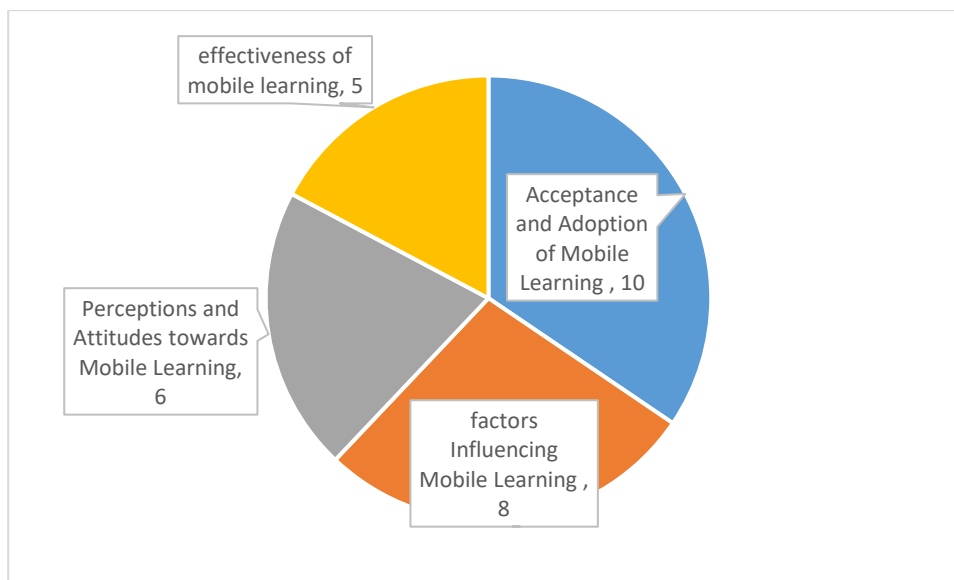 effectiveness of
mobile learning, 5
Acceptance
and Adoption
of Mobile
Learning , 10
Perceptions and
Attitudes towards
Mobile Learning,
6
factors
Influencing
Mobile Learning ,
8